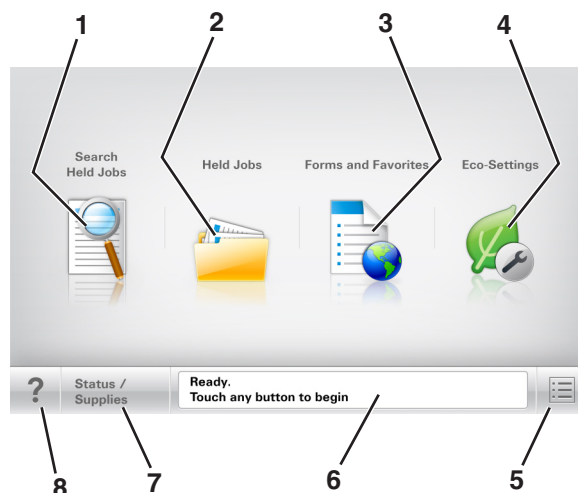 1 2 3 4
Search
Held Jobs
Held Jobs
Forms and Favorites
Eco-Settings
?
Status /
Supplies
Ready.
Touch any button to begin
8 7 6 5